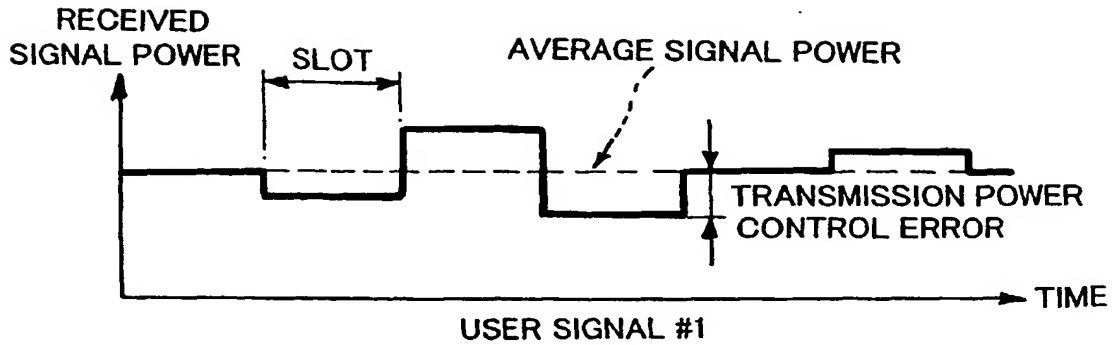 RECEIVED
SIGNAL POWER
SLOT
AVERAGE SIGNAL POWER
TRANSMISSION POWER
CONTROL ERROR
TIME
USER SIGNAL #1